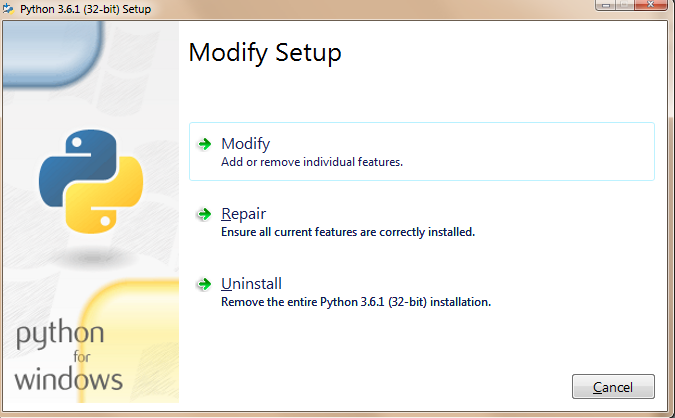 Python 3.6.1 (32-bit) Setup
Modify Setup
Modify
Add or remove individual features.
Repair
Ensure all current features are correctly installed.
Uninstall
Remove the entire Python 3.6.1 (32-bit) installation.
python
for
windows
Cancel